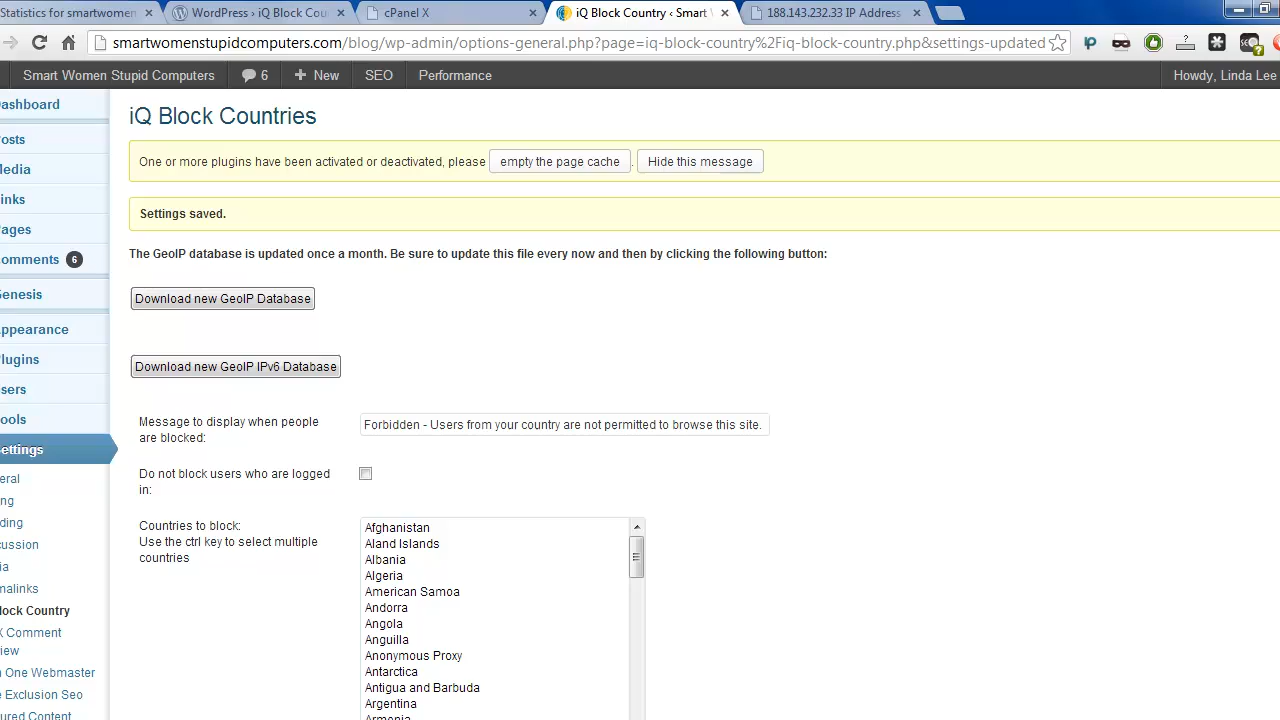 Statistics for smartwomen
WordPress › iQ Block Cou
cPanel X
iQ Block Country ‹ Smart
188.143.232.33 IP Address
smartwomenstupidcomputers.com/blog/wp-admin/options-general.php?page=iq-block-country%2Fiq-block-country.php&settings-updated
Smart Women Stupid Computers
6
New
SEO
Performance
Howdy, Linda Lee
ashboard
osts
edia
inks
ages
omments 6
enesis
ppearance
lugins
sers
ools
ettings
eral
ng
ding
cussion
ia
malinks
lock Country
X Comment
iew
n One Webmaster
e Exclusion Seo
ured Content
iQ Block Countries
One or more plugins have been activated or deactivated, please empty the page cache . Hide this message
Settings saved.
The GeoIP database is updated once a month. Be sure to update this file every now and then by clicking the following button:
Download new GeoIP Database
Download new GeoIP IPv6 Database
Message to display when people
are blocked:
Forbidden - Users from your country are not permitted to browse this site.
Do not block users who are logged
in:
Countries to block:
Use the ctrl key to select multiple
countries
Afghanistan
Aland Islands
Albania
Algeria
American Samoa
Andorra
Angola
Anguilla
Anonymous Proxy
Antarctica
Antigua and Barbuda
Argentina
Armenia